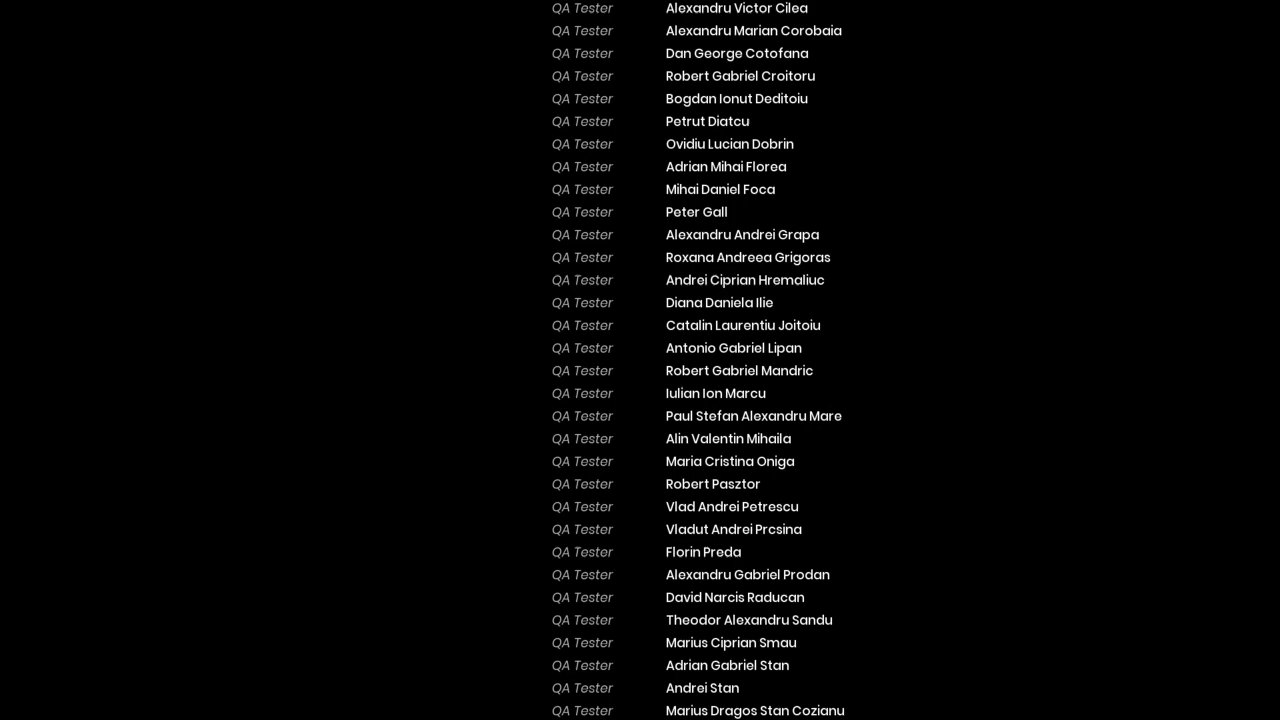 QA Tester Alexandru Victor Cilea
QA Tester Alexandru Marian Corobaia
QA Tester Dan George Cotofana
QA Tester Robert Gabriel Croitoru
QA Tester Bogdan Ionut Deditoiu
QA Tester Petrut Diatcu
QA Tester Ovidiu Lucian Dobrin
QA Tester Adrian Mihai Florea
QA Tester Mihai Daniel Foca
QA Tester Peter Gall
QA Tester Alexandru Andrei Grapa
QA Tester Roxana Andreea Grigoras
QA Tester Andrei Ciprian Hremaliuc
QA Tester Diana Daniela Ilie
QA Tester Catalin Laurentiu Joitoiu
QA Tester Antonio Gabriel Lipan
QA Tester Robert Gabriel Mandric
QA Tester Iulian Ion Marcu
QA Tester Paul Stefan Alexandru Mare
QA Tester Alin Valentin Mihaila
QA Tester Maria Cristina Oniga
QA Tester Robert Pasztor
QA Tester Vlad Andrei Petrescu
QA Tester Vladut Andrei Prcsina
QA Tester Florin Preda
QA Tester Alexandru Gabriel Prodan
QA Tester David Narcis Raducan
QA Tester Theodor Alexandru Sandu
QA Tester Marius Ciprian Smau
QA Tester Adrian Gabriel Stan
QA Tester Andrei Stan
QA Tester Marius Dragos Stan Cozianu